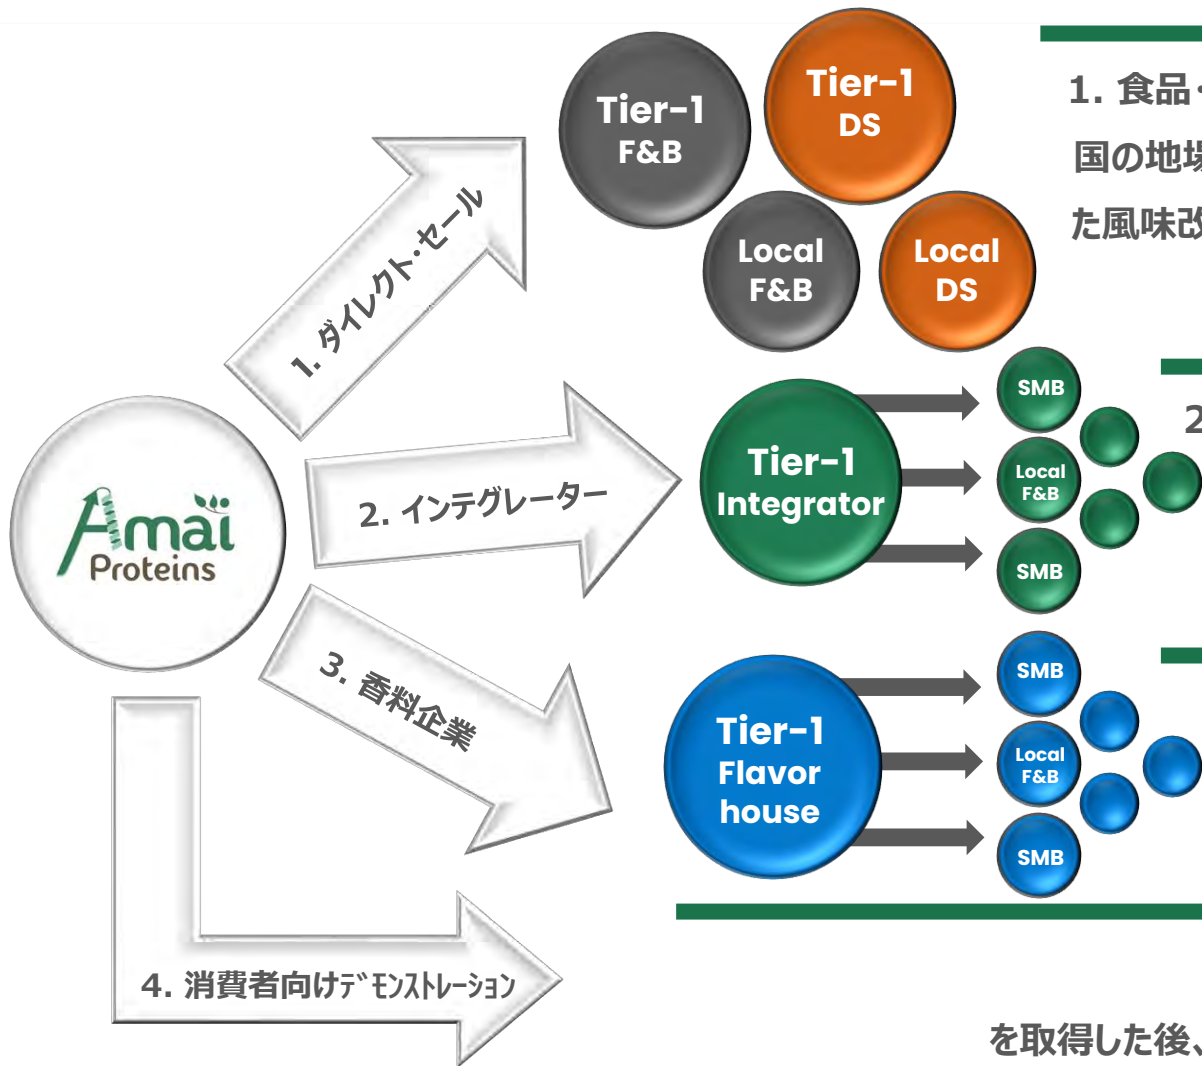 Tier-1
F&B
Tier-1
DS
Local
F&B
Local
DS
1. 食品・
国の地場
た風味改
1. ダイレクト・セール
Amaï
Proteins
2. インテグレーター
Tier-1
Integrator
SMB
Local
F&B
SMB
2
3. 香料企業
Tier-1
Flavor
house
SMB
Local
F&B
SMB
4. 消費者向けデモンストレーション
を取得した後、